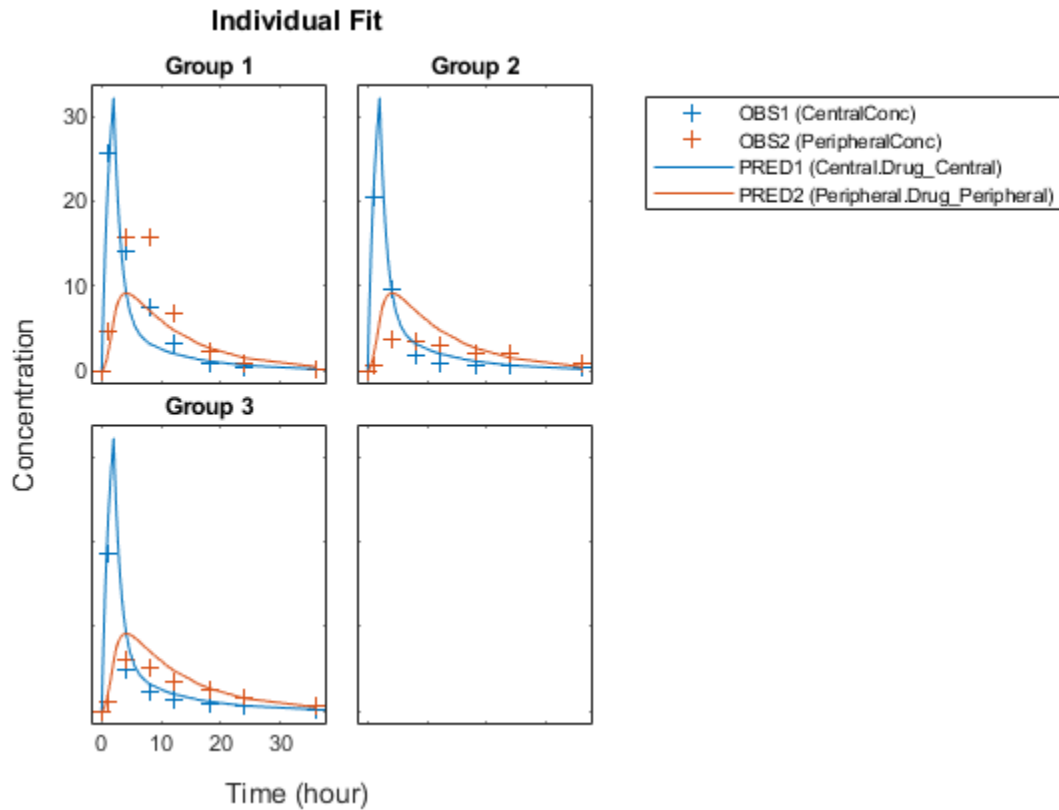 Individual Fit
Group 1
Group 2
OBS1 (CentralConc)
OBS2 (PeripheralConc)
PRED1 (Central.Drug_Central)
PRED2 (Peripheral.Drug_Peripheral)
30
20
10
0
Group 3
Concentration
0 10 20 30
Time (hour)